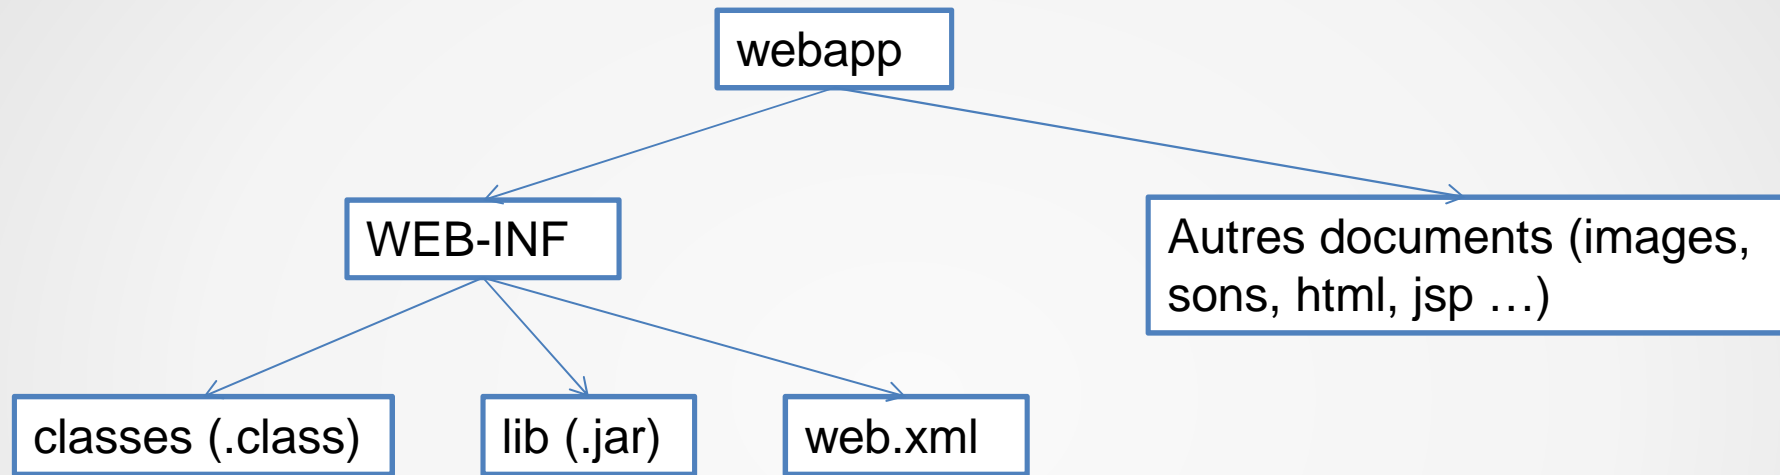 webapp
WEB-INF
Autres documents (images,
sons, html, jsp …)
classes (.class)
lib (.jar)
web.xml